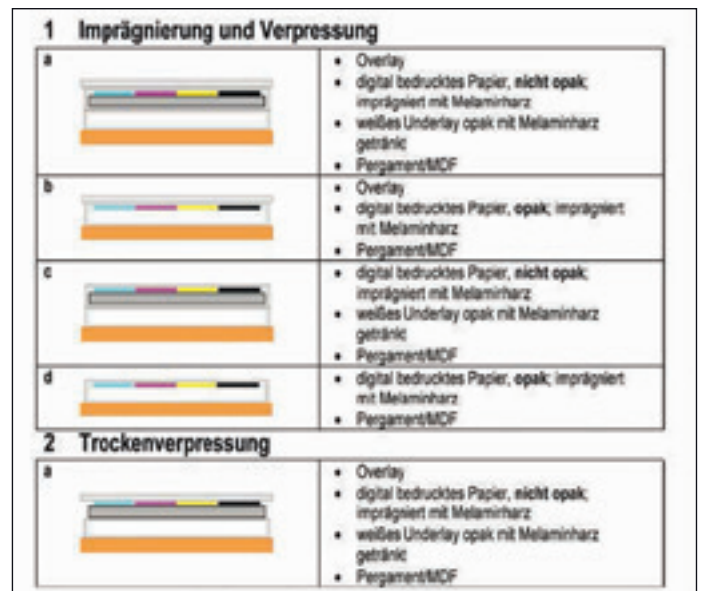 1 Imprägnierung und Verpressung
a
• Overlay
• digital bedrucktes Papier, nicht opak;
imprägniert mit Melaminharz
• weißes Underlay opak mit Melaminharz
getränkt
• Pergament/MDF
b
• Overlay
• digital bedrucktes Papier, opak; imprägniert
mit Melaminharz
• Pergament/MDF
c
• digital bedrucktes Papier, nicht opak;
imprägniert mit Melaminharz
• weißes Underlay opak mit Melaminharz
getränkt
• Pergament/MDF
d
• digital bedrucktes Papier, opak; imprägniert
mit Melaminharz
• Pergament/MDF
2 Trockenverpressung
a
• Overlay
• digital bedrucktes Papier, nicht opak;
imprägniert mit Melaminharz
• weißes Underlay opak mit Melaminharz
getränkt
• Pergament/MDF